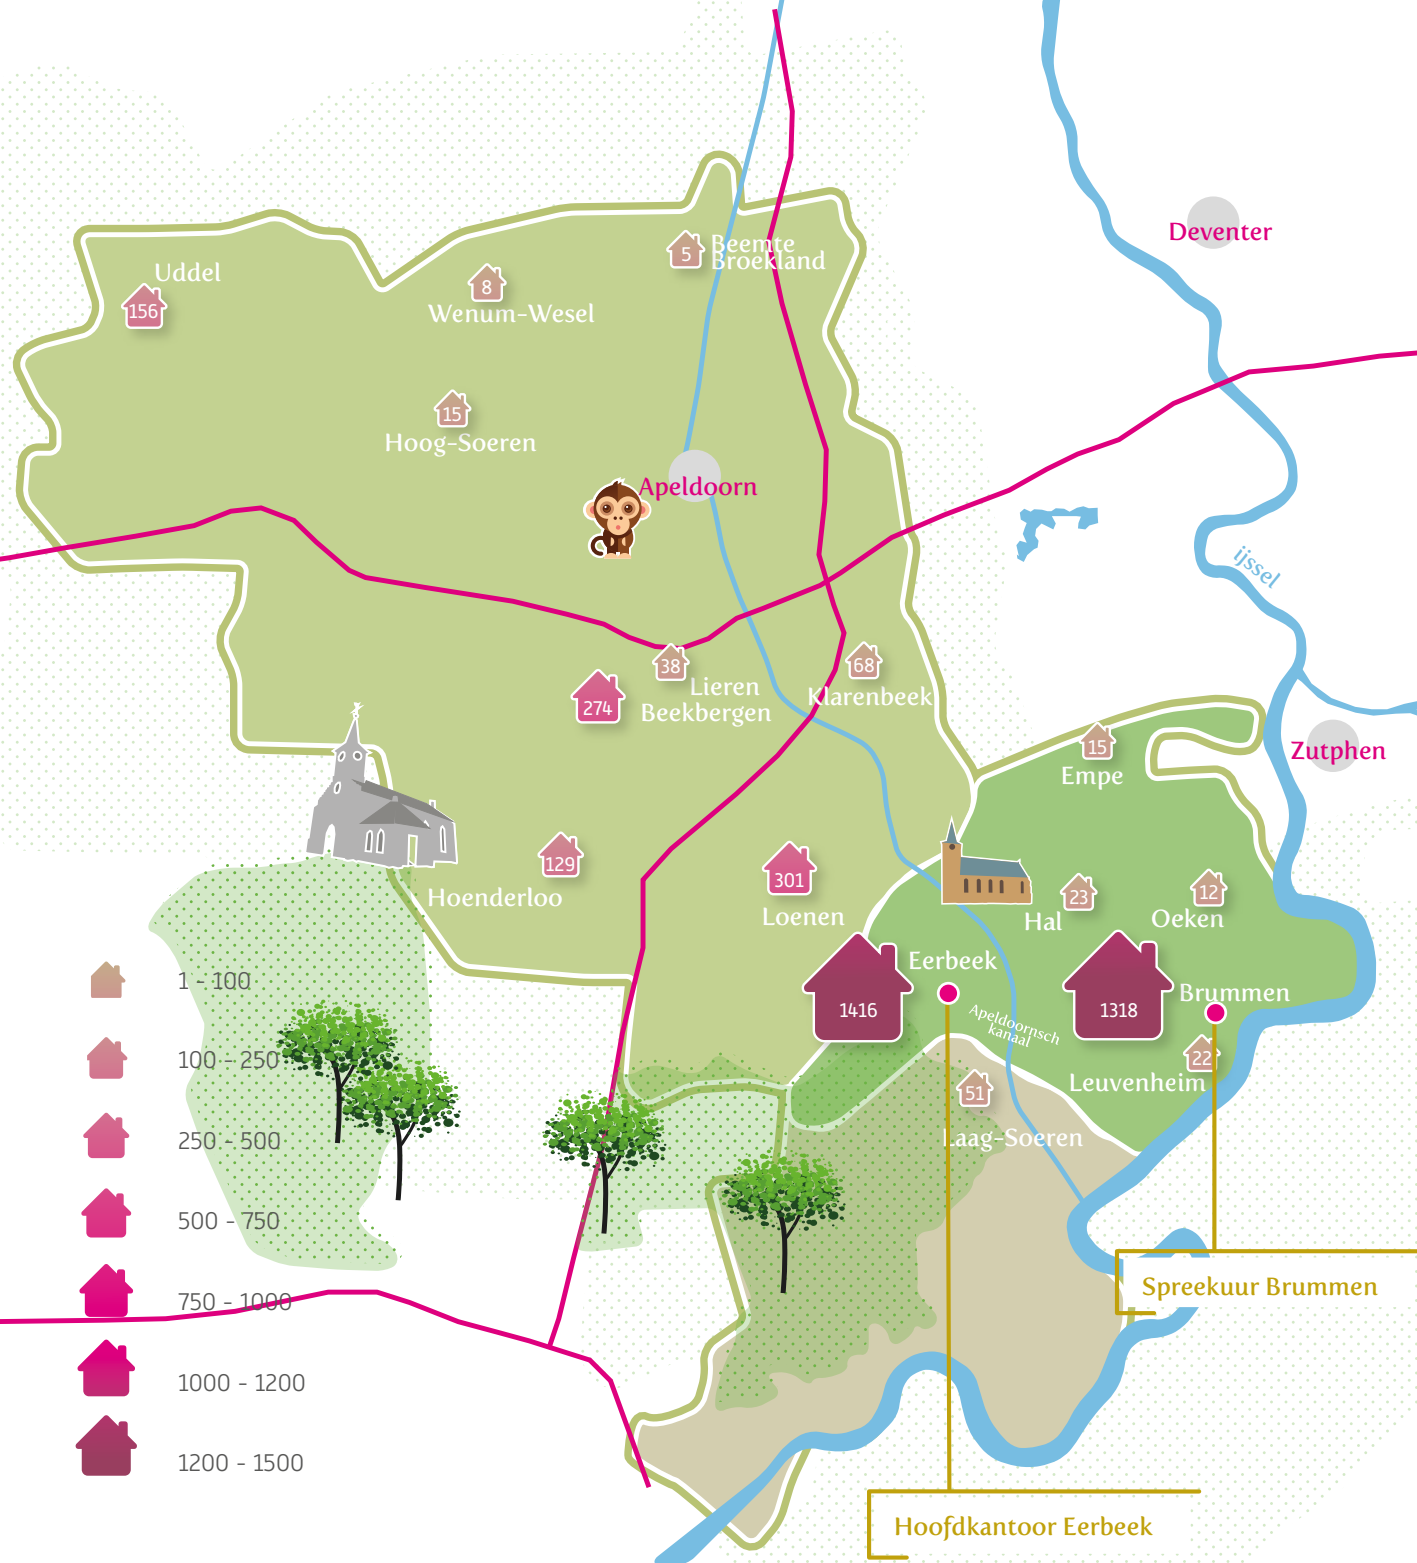 Deventer
5
Beemte
Broekland
Uddel
156
8
Wenum-Wesel
15
Hoog-Soeren
Apeldoorn
ijssel
38
Lieren
Beekbergen
274
68
Klarenbeek
15
Empe
Zutphen
129
Hoenderloo
301
Loenen
23
Hal
12
Oeken
1416
Eerbeek
1318
Brummen
Apeldoornsch
kanaal
22
Leuvenheim
51
Laag-Soeren
1 - 100
100 - 250
250 - 500
500 - 750
750 - 1000
1000 - 1200
1200 - 1500
Spreekuur Brummen
Hoofdkantoor Eerbeek